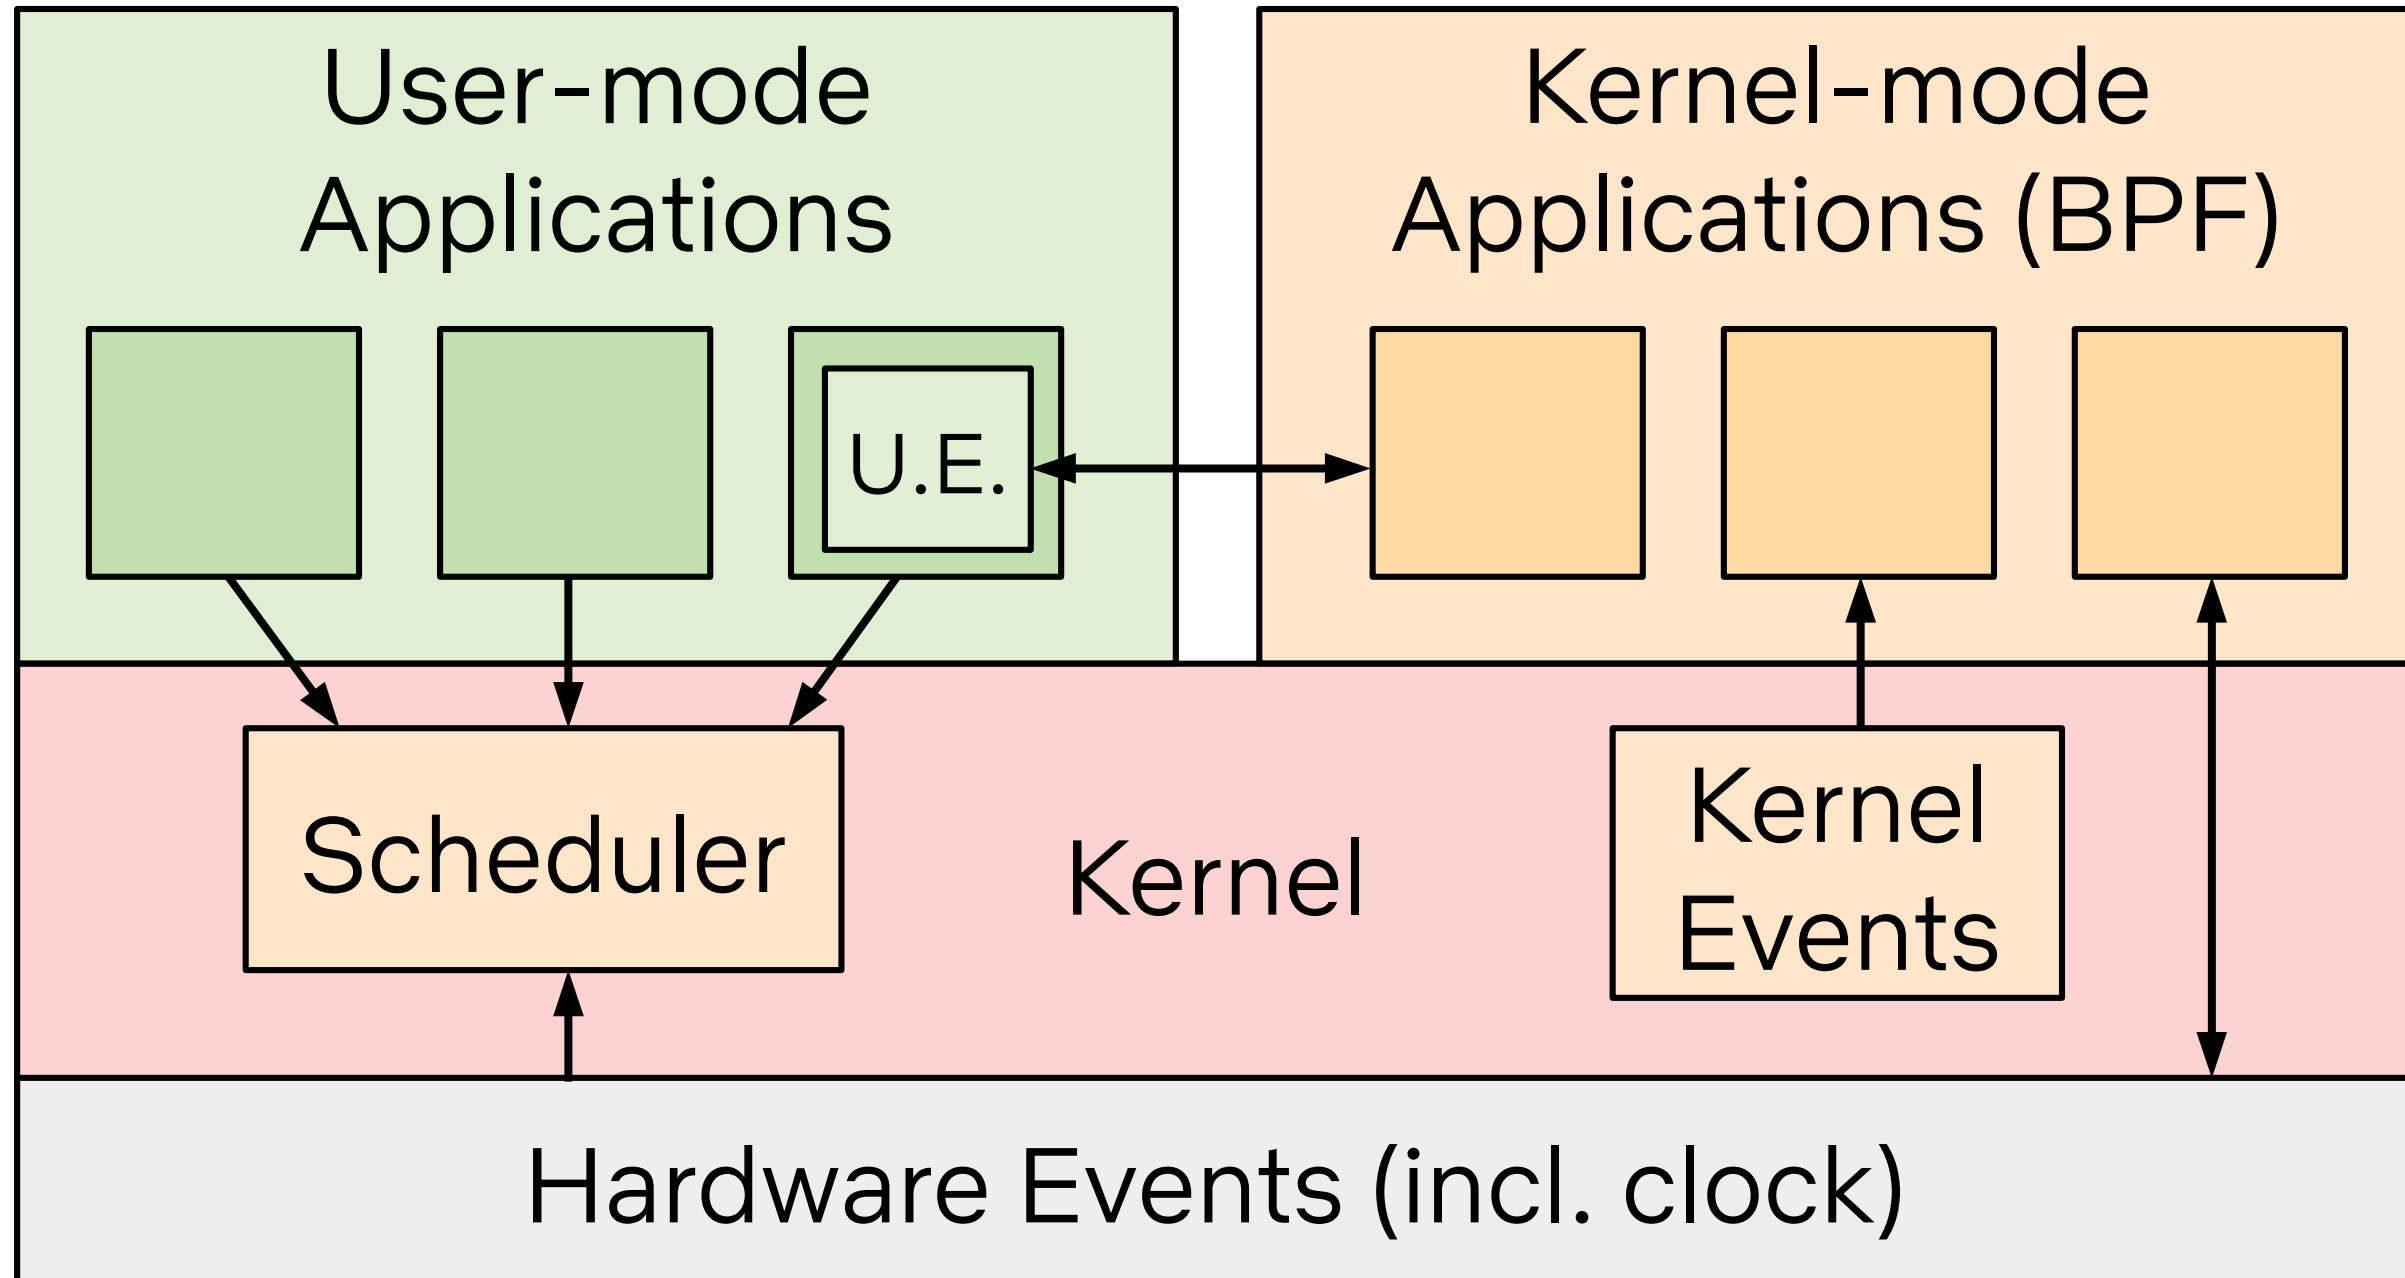 User-mode
Applications
Kernel-mode
Applications (BPF)
U.E.
Scheduler
Kernel
Kernel
Events
Hardware Events (incl. clock)